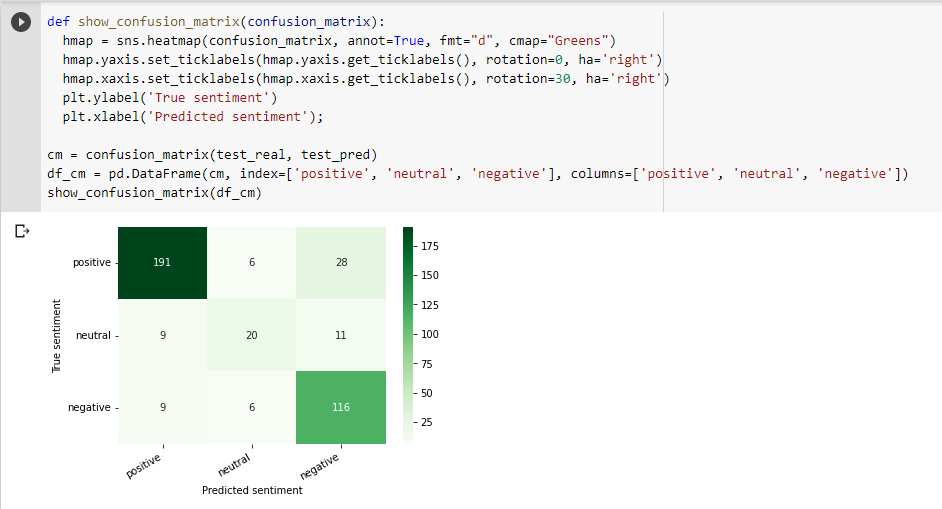 def show_confusion_matrix(confusion_matrix):
  hmap = sns.heatmap(confusion_matrix, annot=True, fmt="d", cmap="Greens")
  hmap.yaxis.set_ticklabels(hmap.yaxis.get_ticklabels(), rotation=0, ha='right')
  hmap.xaxis.set_ticklabels(hmap.xaxis.get_ticklabels(), rotation=30, ha='right')
  plt.ylabel('True sentiment')
  plt.xlabel('Predicted sentiment');
cm = confusion_matrix(test_real, test_pred)
df_cm = pd.DataFrame(cm, index=['positive', 'neutral', 'negative'], columns=['positive', 'neutral', 'negative'])
show_confusion_matrix(df_cm)
True sentiment
positive 191 6 28
neutral 9 20 11
negative 9 6 116
positive neutral negative
Predicted sentiment
175
150
125
100
75
50
25